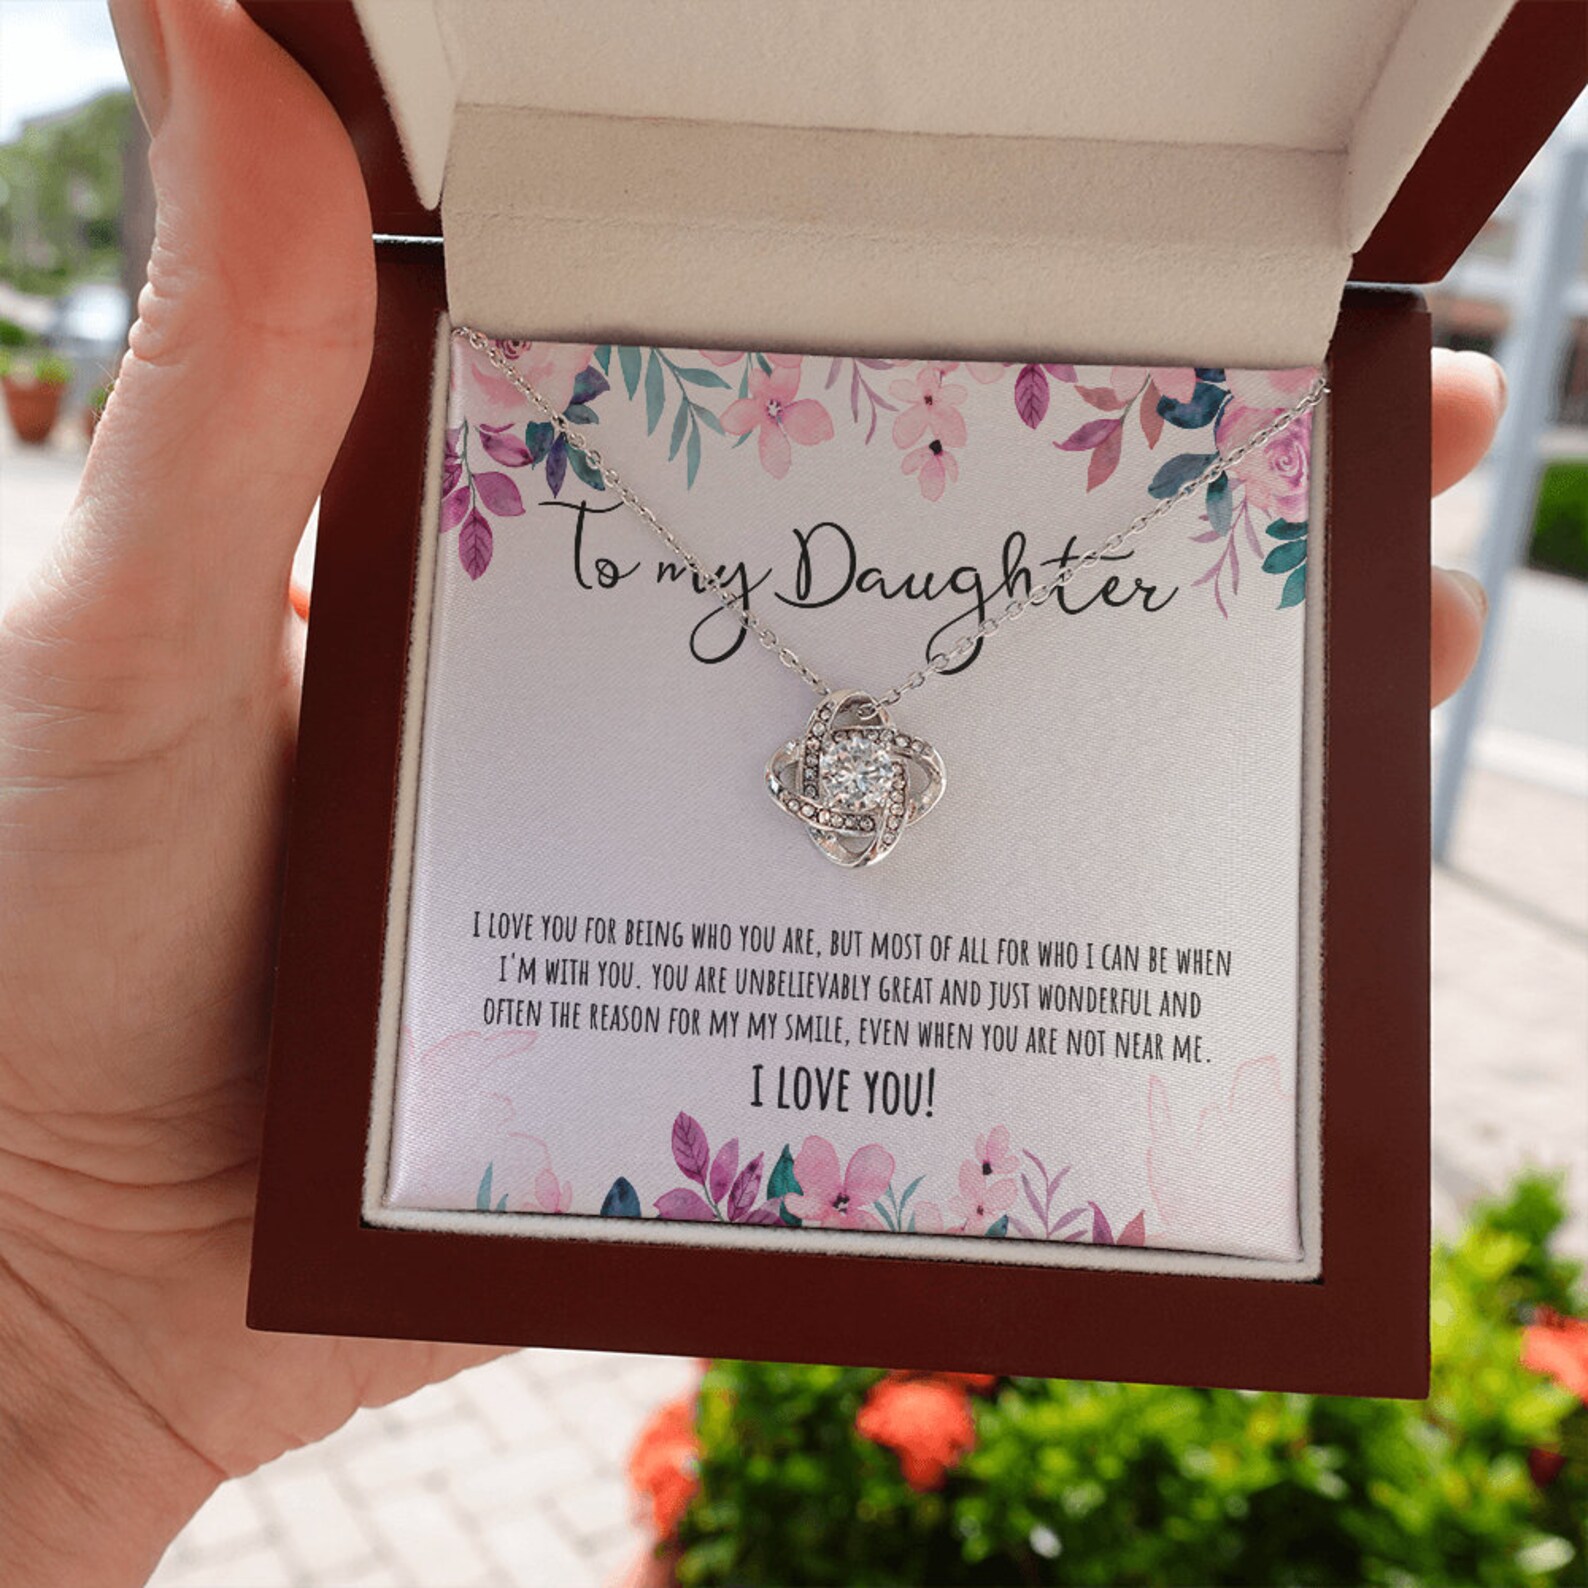 To my Daughter
I LOVE YOU FOR BEING WHO YOU ARE, BUT MOST OF ALL FOR WHO I CAN BE WHEN
I'M WITH YOU. YOU ARE UNBELIEVABLY GREAT AND JUST WONDERFUL AND
OFTEN THE REASON FOR MY MY SMILE, EVEN WHEN YOU ARE NOT NEAR ME.
I LOVE YOU!